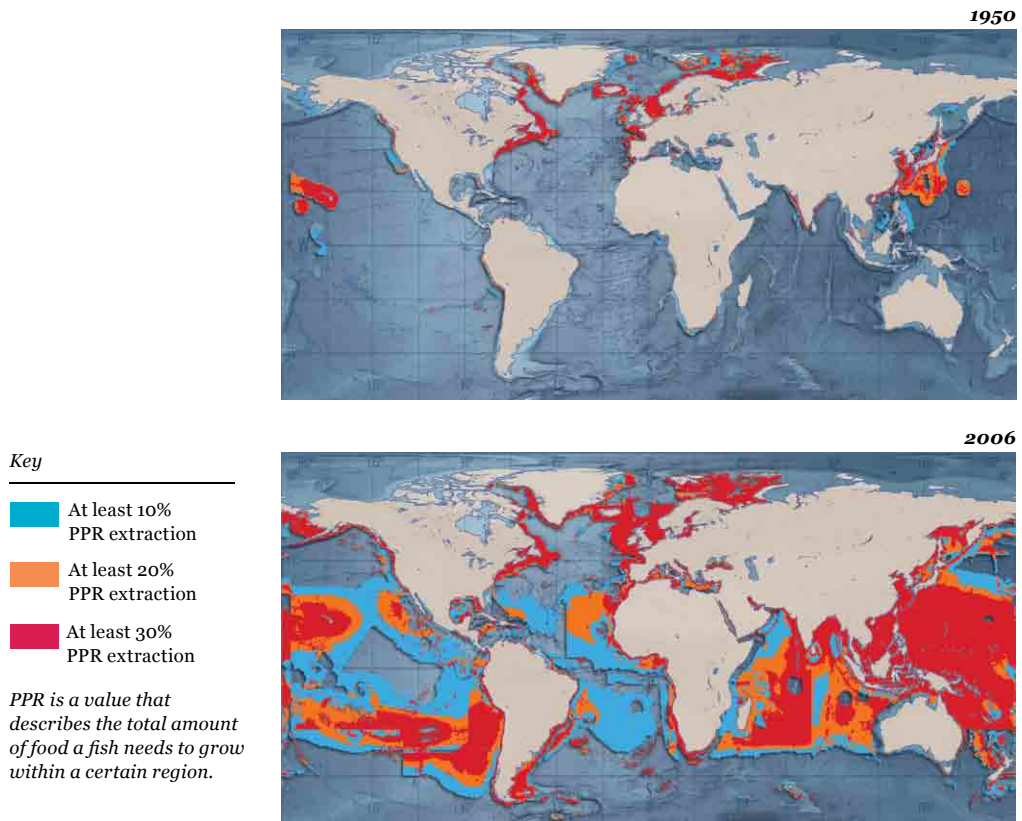 1950
2006
Key
At least 10%
PPR extraction
At least 20%
PPR extraction
At least 30%
PPR extraction
PPR is a value that
describes the total amount
of food a fish needs to grow
within a certain region.